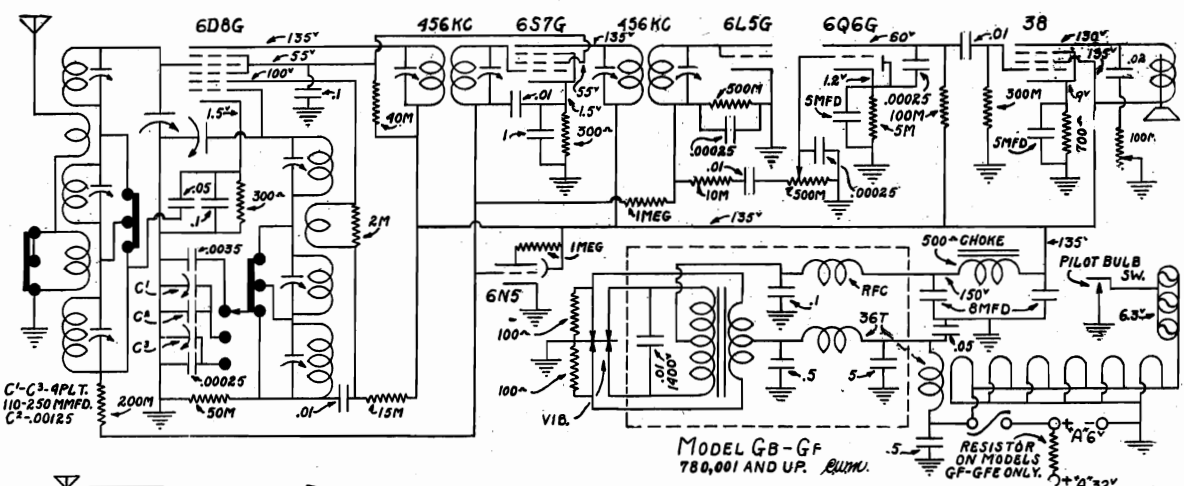 6D8G 456KC 6S7G 456KC 6L5G 6Q6G 38
135ᵛ 135ᵛ 60ᵛ .01 130ᵛ
55ᵛ 135ᵛ
100ᵛ 55ᵛ 1.2ᵛ .02
.1 40M .01 1.5ᵛ 500M 5MFD .00025 300M .9ᵛ
1.5ᵛ .1 300~ .00025 5M 100M 5MFD 700~ 100M
.05 300~ .01 .00025
.1 2M 10M 500M
1MEG
135ᵛ
.0035 1MEG 500~ CHOKE 135ᵛ
C¹ PILOT BULB
SW.
C² 6N5 RFC 150ᵛ
.1 8MFD 6.3ᵛ
C³ 100~ 36T
.05
.01
1400ᵛ
.5 .5
.00025 100~
C¹-C³-4PLT.
110-250 MMFD.
C²-.00125
200M 50M .01 15M VIB.
MODEL GB-GF
780,001 AND UP.
.5 RESISTOR
ON MODELS
GF-GFE ONLY.
+"A"6ᵛ -
+"A"32ᵛ